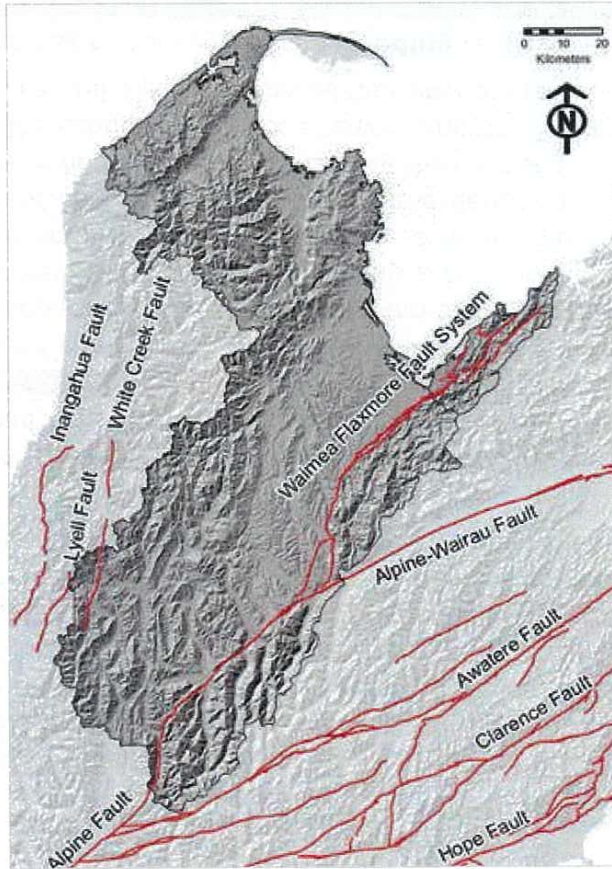 0 10 20
Kilometers
N
Inangahua Fault
White Creek Fault
Lyell Fault
Waimea Flaxmore Fault System
Alpine-Wairau Fault
Awatere Fault
Clarence Fault
Alpine Fault
Hope Fault